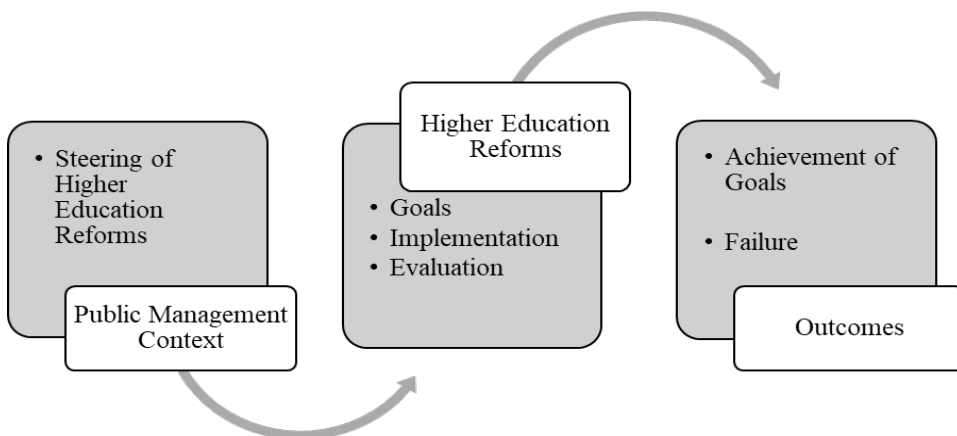 • Steering of
Higher
Education
Reforms
Public Management
Context
Higher Education
Reforms
• Goals
• Implementation
• Evaluation
• Achievement of
Goals
• Failure
Outcomes